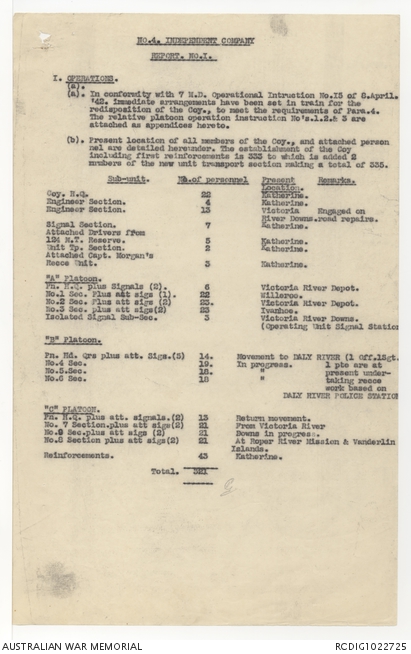 NO.4. INDEPENDENT COMPANY
REPORT. NO.I.
I. OPERATIONS.
(a).
(a). In conformity with 7 M.D. Operational Intruction No.I5 of 8.April.
'42. immediate arrangements have been set in train for the
redisposition of the Coy., to meet the requirements of Para.4.
The relative platoon operation instruction No's.1.2.& 3 are
attached as appendices hereto.
(b). Present location of all members of the Coy., and attached person
nel are detailed hereunder. The establishment of the Coy
including first reinforcements is 333 to which is added 2
members of the new unit transport section making a total of 335.
Sub-unit. No.of personnel Present Location. Remarks.
Coy. H.Q. 22 Katherine.
Engineer Section. 4 Katherine.
Engineer Section. 13 Victoria River Downs. Engaged on road repairs.
Signal Section. 7 Katherine.
Attached Drivers from
124 M.T. Reserve. 5 Katherine.
Unit Tp. Section. 2 Katherine.
Attached Capt. Morgan's
Recce Unit. 3 Katherine.
"A" Platoon.
Pn. H.Q. plus Signals (2). 6 Victoria River Depot.
No.1 Sec. Plus att sigs (1). 22 Willeroo.
No.2 Sec. Plus att sigs (2) 23. Victoria River Depot.
No.3 Sec. plus att sigs(2) 23. Ivanhoe.
Isolated Signal Sub-Sec. 3 Victoria River Downs.
(Operating Unit Signal Station
"B" Platoon.
Pn. Hd. Qrs plus att. Sigs.(3) 14. Movement to DALY RIVER (1 Off.1Sgt.
No.4 Sec. 19. In progress. 1 pte are at
No.5.Sec. 18. " present under-
No.6 Sec. 18 " taking recce
work based on
DALY RIVER POLICE STATION
"C" PLATOON.
Pn. H.Q. plus att. signals.(2) 13 Return movement.
No. 7 Section.plus att sigs(2) 21 From Victoria River
No.9 Sec.plus att sigs (2) 21 Downs in progress.
No.8 Section plus att sigs(2) 21 At Roper River Mission & Vanderlin
Islands.
Reinforcements. 43 Katherine.
Total. 321
AUSTRALIAN WAR MEMORIAL
RCDIG1022725